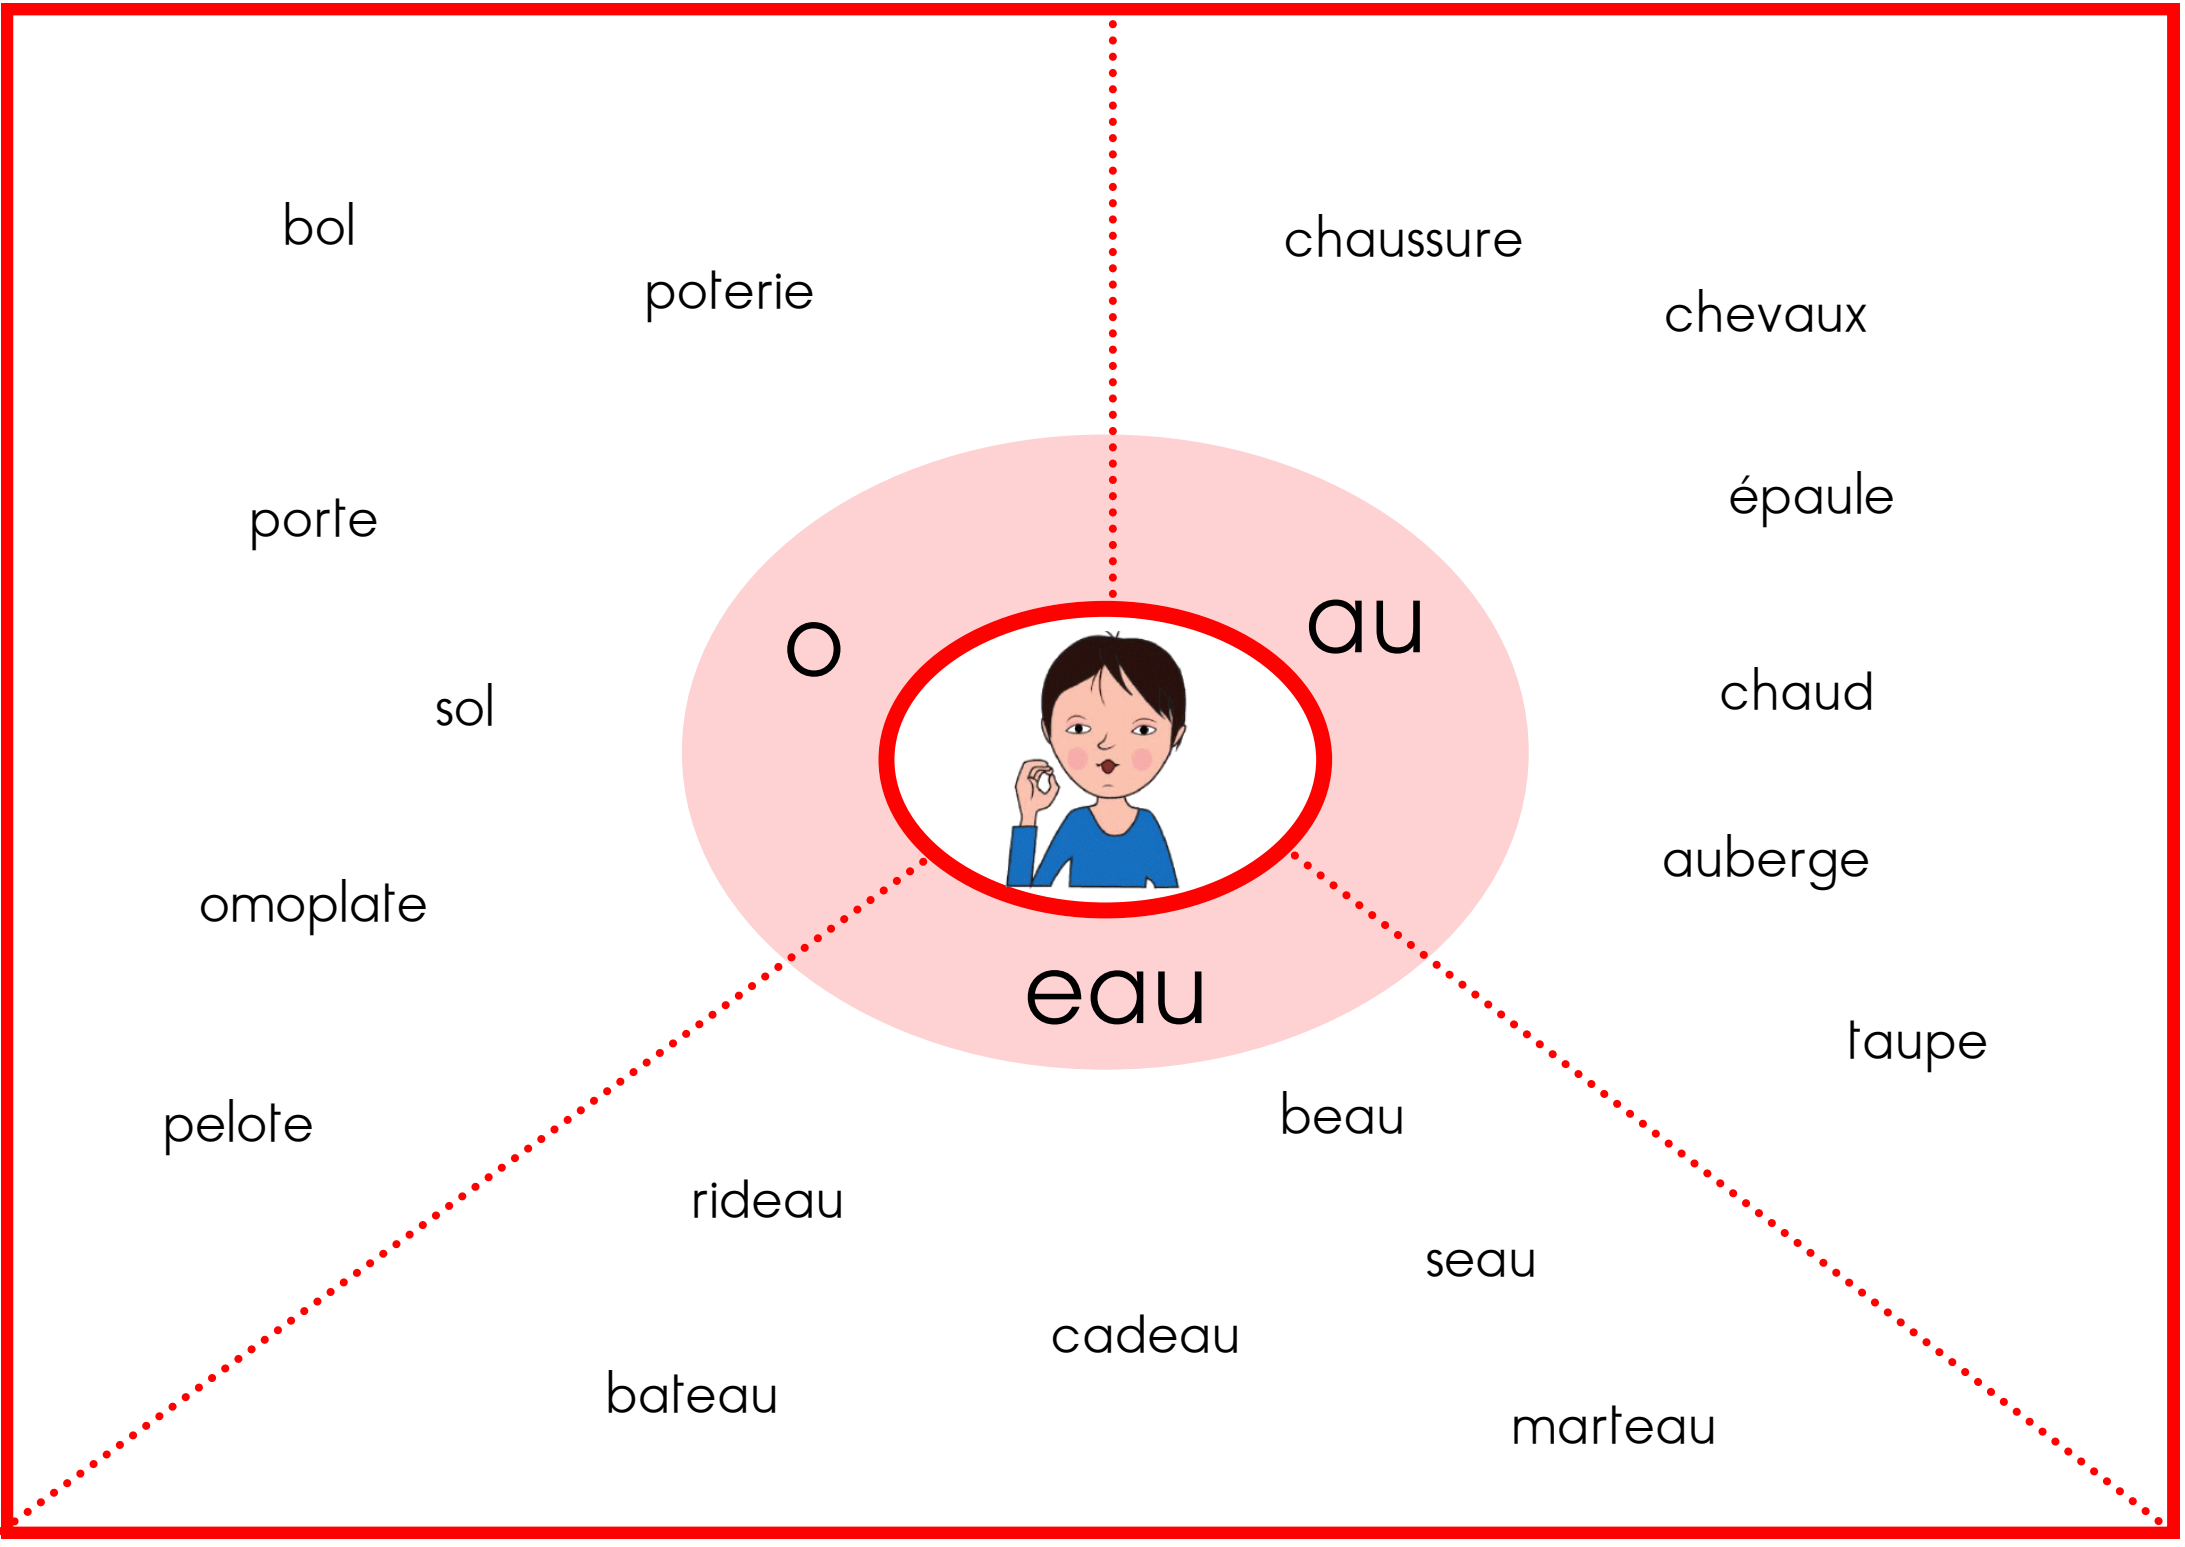 bol
poterie
porte
sol
omoplate
pelote
o
chaussure
chevaux
épaule
chaud
auberge
taupe
au
eau
beau
rideau
seau
cadeau
bateau
marteau